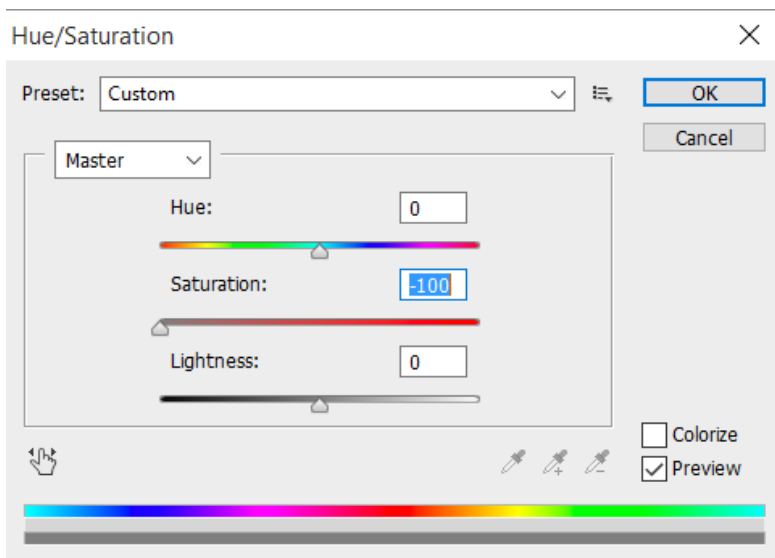 Hue/Saturation
Preset: Custom
OK
Cancel
Master
Hue: 0
Saturation: -100
Lightness: 0
Colorize
Preview